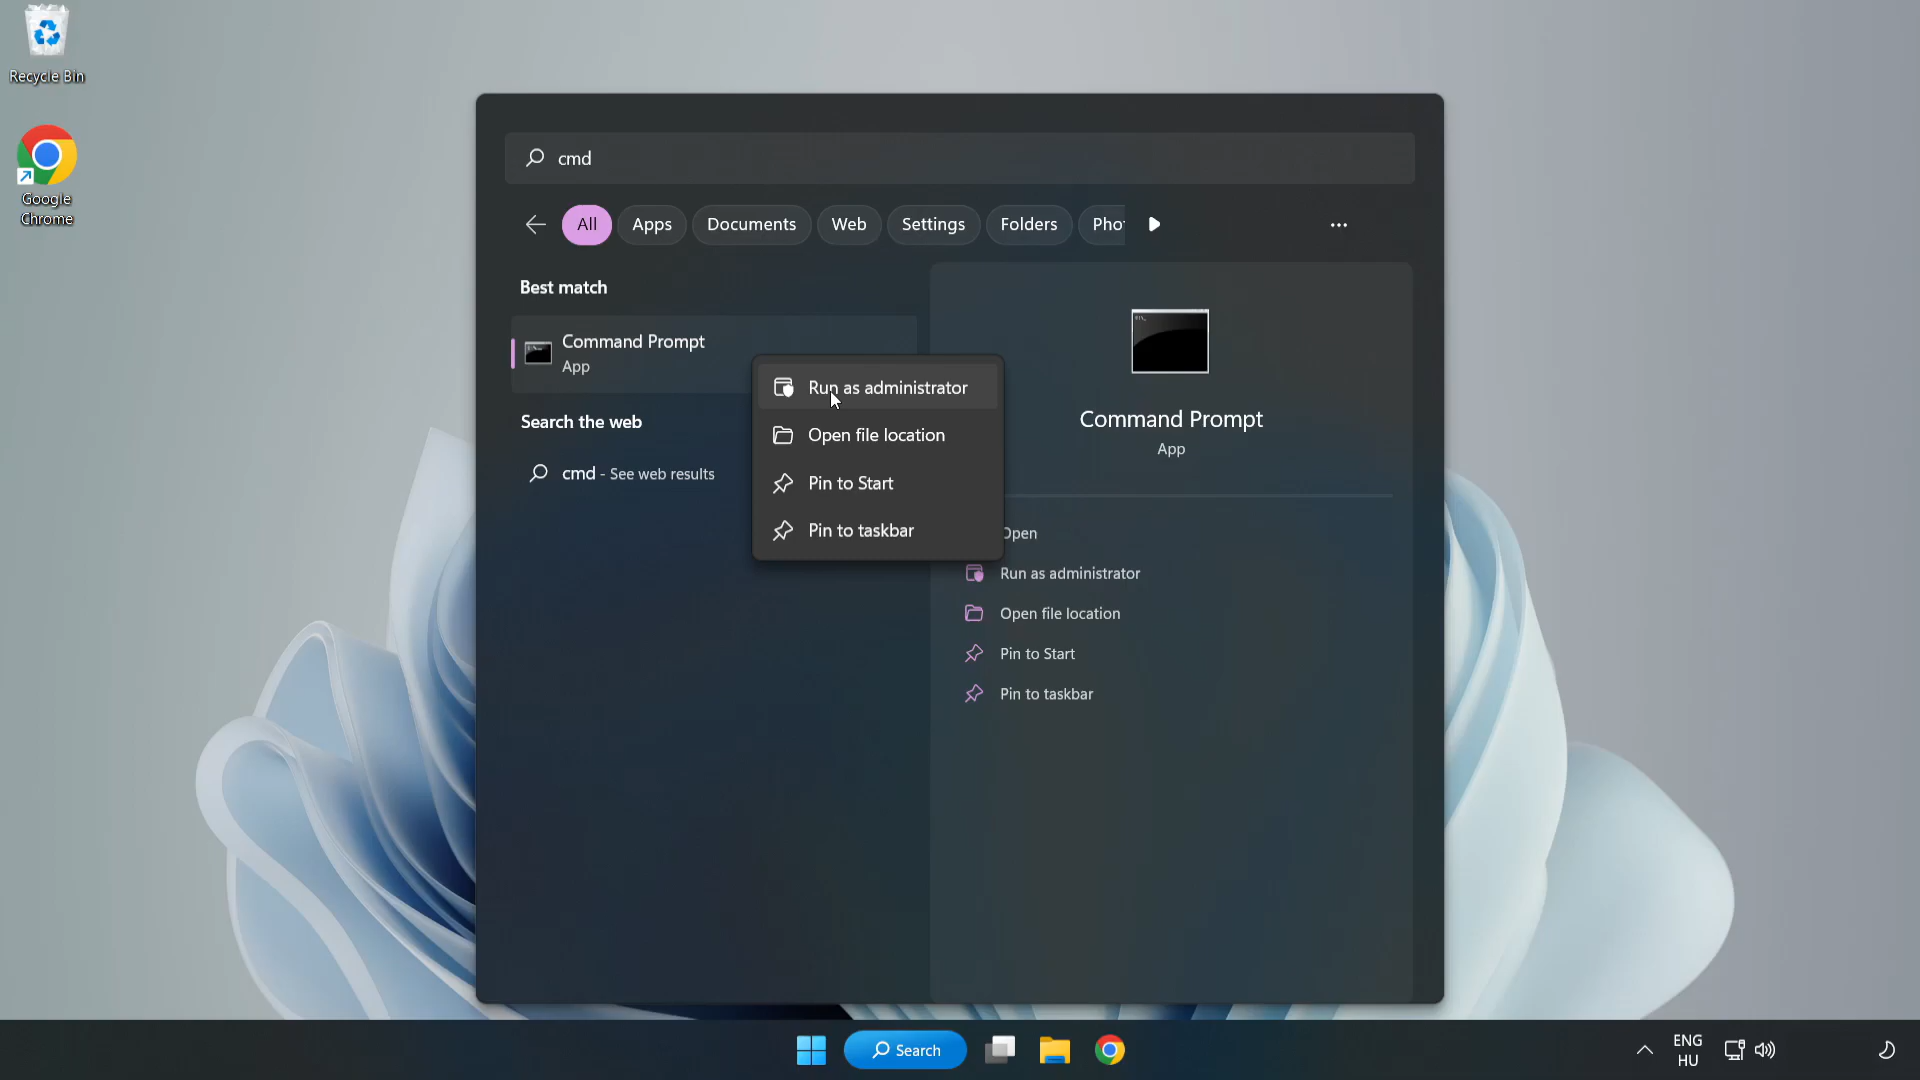 Recycle Bin
Google
Chrome
cmd
All
Apps
Documents
Web
Settings
Folders
Pho
Best match
Command Prompt
App
Search the web
cmd - See web results
Run as administrator
Open file location
Pin to Start
Pin to taskbar
Command Prompt
App
Open
Run as administrator
Open file location
Pin to Start
Pin to taskbar
Search
ENG
HU